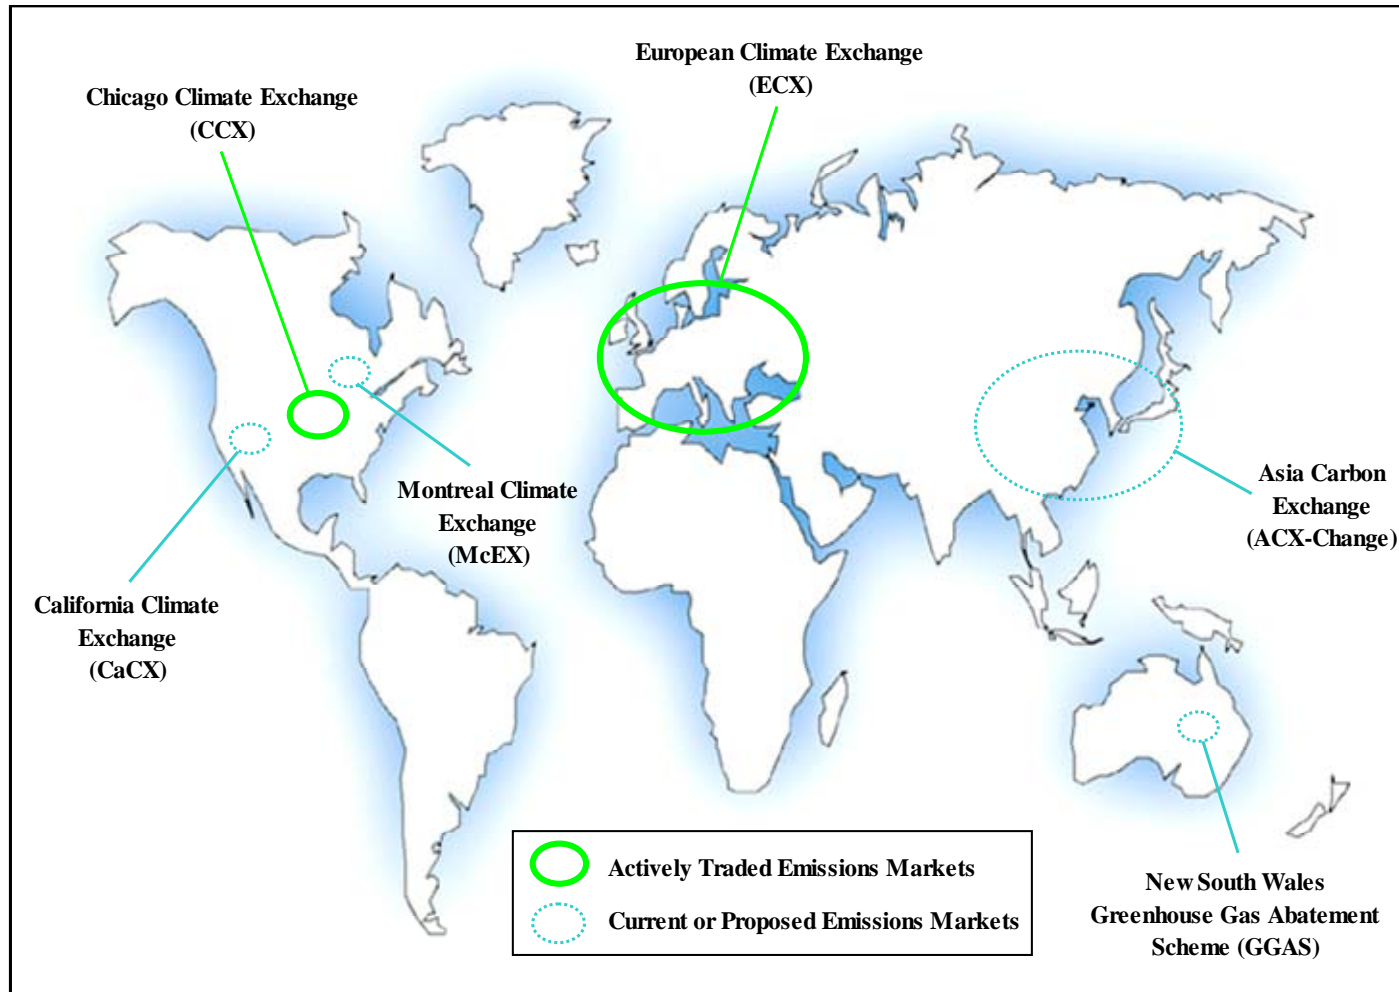 European Climate Exchange
(ECX)
Chicago Climate Exchange
(CCX)
Montreal Climate
Exchange
(McEX)
Asia Carbon
Exchange
(ACX-Change)
California Climate
Exchange
(CaCX)
Actively Traded Emissions Markets
Current or Proposed Emissions Markets
New South Wales
Greenhouse Gas Abatement
Scheme (GGAS)